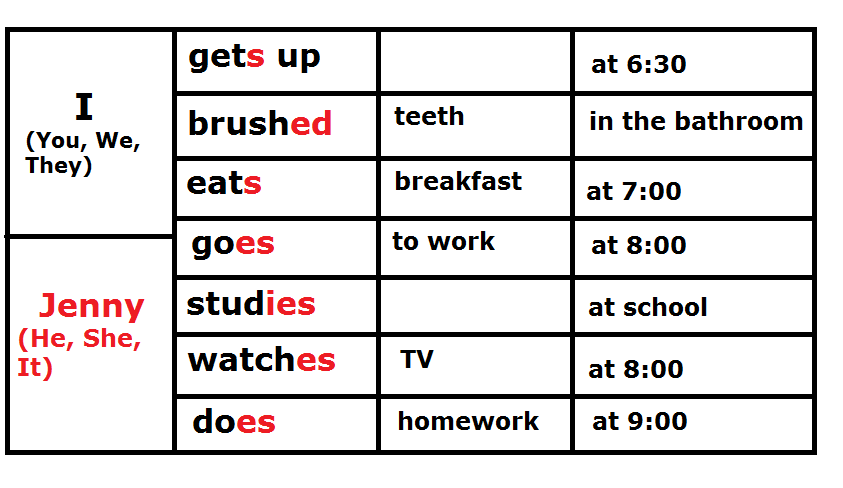 I
(You, We,
They)
gets up
at 6:30
brushed
teeth
in the bathroom
eats
breakfast
at 7:00
goes
to work
at 8:00
Jenny
(He, She,
It)
studies
at school
watches
TV
at 8:00
does
homework
at 9:00